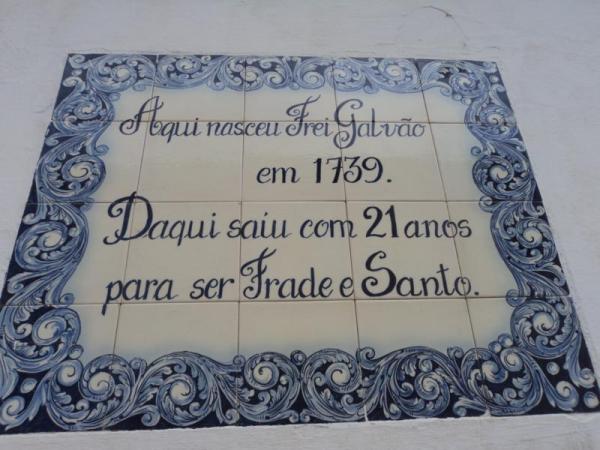 Aqui nasceu Frei Galvão
em 1739.
Daqui saiu com 21 anos
para ser Frade e Santo.